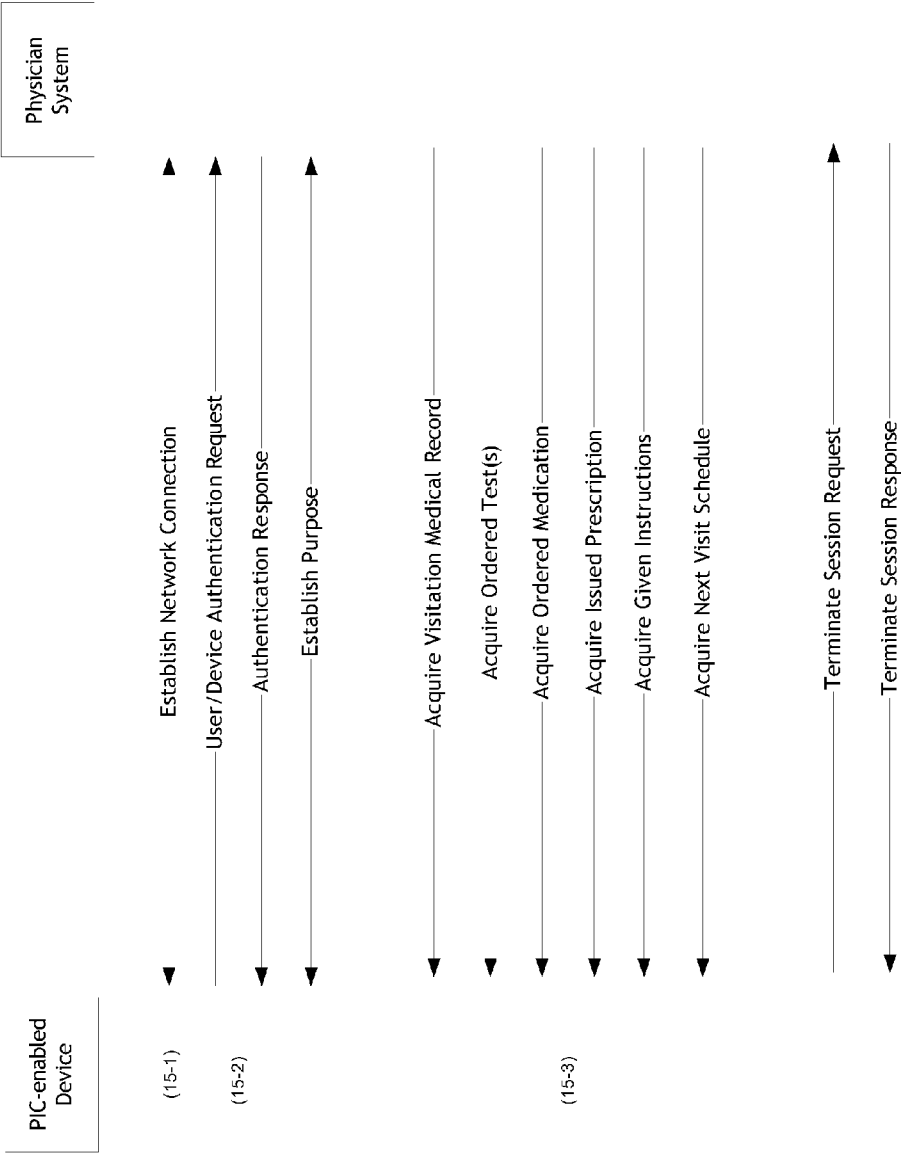 PIC-enabled
Device
Physician
System
(15-1)
Establish Network Connection
(15-2)
User/Device Authentication Request
Authentication Response
Establish Purpose
Acquire Visitation Medical Record
Acquire Ordered Test(s)
Acquire Ordered Medication
(15-3)
Acquire Issued Prescription
Acquire Given Instructions
Acquire Next Visit Schedule
Terminate Session Request
Terminate Session Response